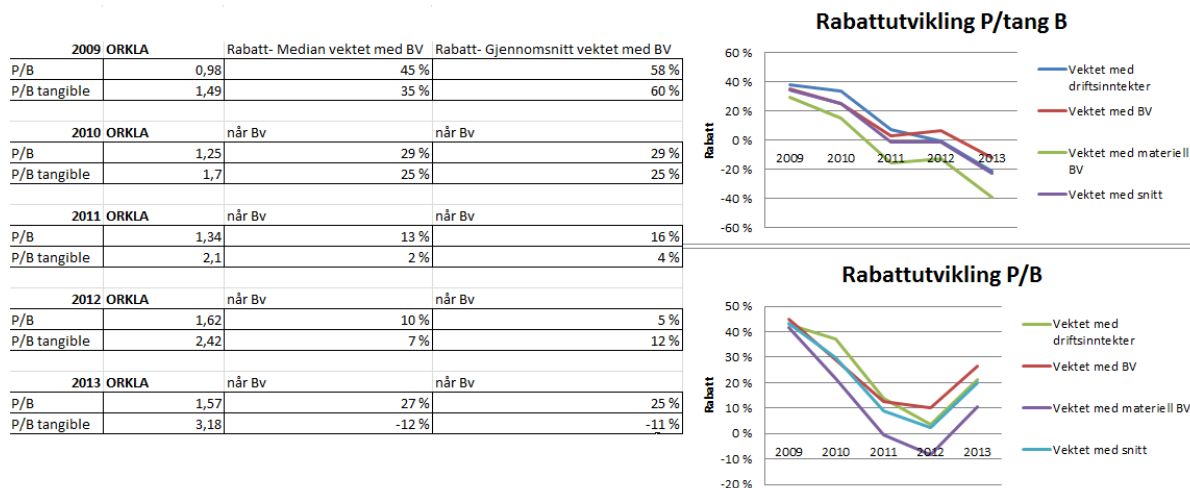 2009 ORKLA Rabatt- Median vektet med BV Rabatt- Gjennomsnitt vektet med BV
P/B 0,98 45 % 58 %
P/B tangible 1,49 35 % 60 %
2010 ORKLA når Bv når Bv
P/B 1,25 29 % 29 %
P/B tangible 1,7 25 % 25 %
2011 ORKLA når Bv når Bv
P/B 1,34 13 % 16 %
P/B tangible 2,1 2 % 4 %
2012 ORKLA når Bv når Bv
P/B 1,62 10 % 5 %
P/B tangible 2,42 7 % 12 %
2013 ORKLA når Bv når Bv
P/B 1,57 27 % 25 %
P/B tangible 3,18 -12 % -11 %
Rabattutvikling P/tang B
60 %
40 %
20 %
0 %
-20 %
-40 %
-60 %
Rabatt
2009 2010 2011 2012 2013
Vektet med
driftsinntekter
Vektet med BV
Vektet med materiell
BV
Vektet med snitt
Rabattutvikling P/B
50 %
40 %
30 %
20 %
10 %
0 %
-10 %
-20 %
Rabatt
2009 2010 2011 2012 2013
Vektet med
driftsinntekter
Vektet med BV
Vektet med materiell BV
Vektet med snitt